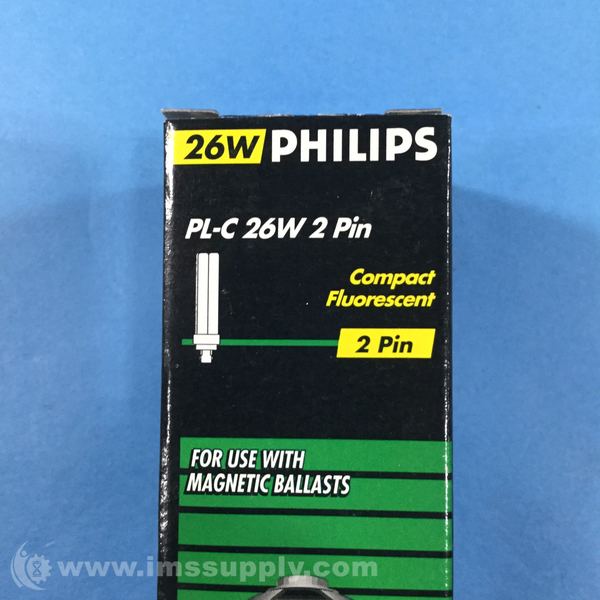 26W PHILIPS
PL-C 26W 2 Pin
Compact
Fluorescent
2 Pin
FOR USE WITH
MAGNETIC BALLASTS
www.imssupply.com